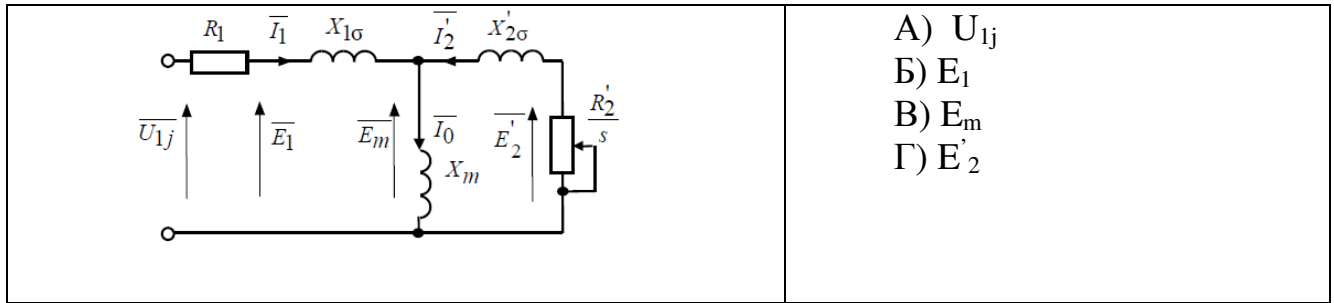 R₁ I₁ X₁σ I'₂ X'₂σ
U₁ⱼ E₁ Eₘ I₀ E'₂ R'₂/s
Xₘ
А) U₁ⱼ
Б) E₁
В) Eₘ
Г) E’₂